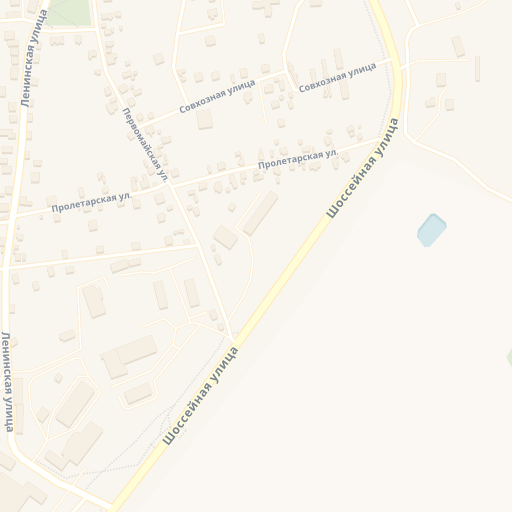 Ленинская улица
Совхозная улица
Совхозная улица
Первомайская ул.
Шоссейная улица
Пролетарская ул.
Пролетарская ул.
Ленинская улица
Шоссейная улица